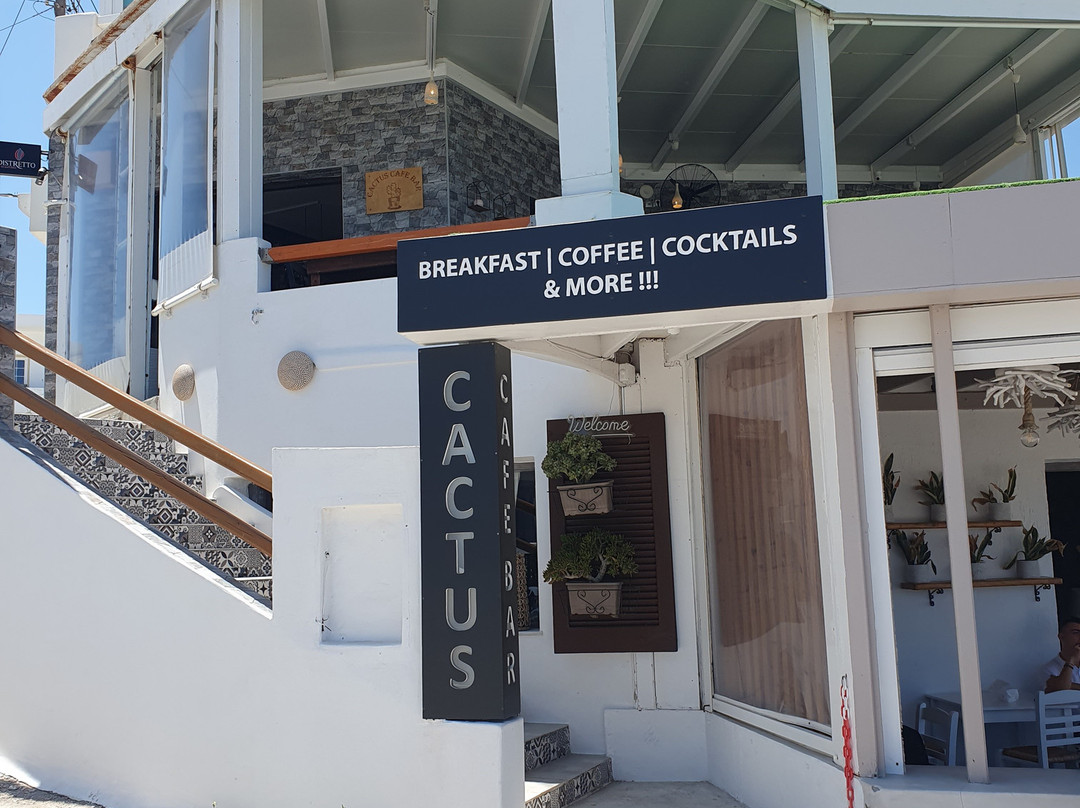 DISTRETTO
CACTUS CAFE BAR
BREAKFAST | COFFEE | COCKTAILS
& MORE !!!
Welcome
CACTUS
CAFE BAR